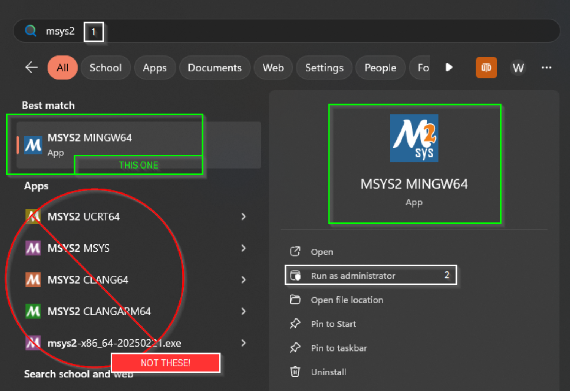 msys2 1
All School Apps Documents Web Settings People Fo W ...
Best match
MSYS2 MINGW64
App
THIS ONE
Apps
MSYS2 UCRT64
MSYS2 MSYS
MSYS2 CLANG64
MSYS2 CLANGARM64
msys2-x86_64-20250221.exe
NOT THESE!
Search school and web
M2
sys
MSYS2 MINGW64
App
Open
Run as administrator 2
Open file location
Pin to Start
Pin to taskbar
Uninstall